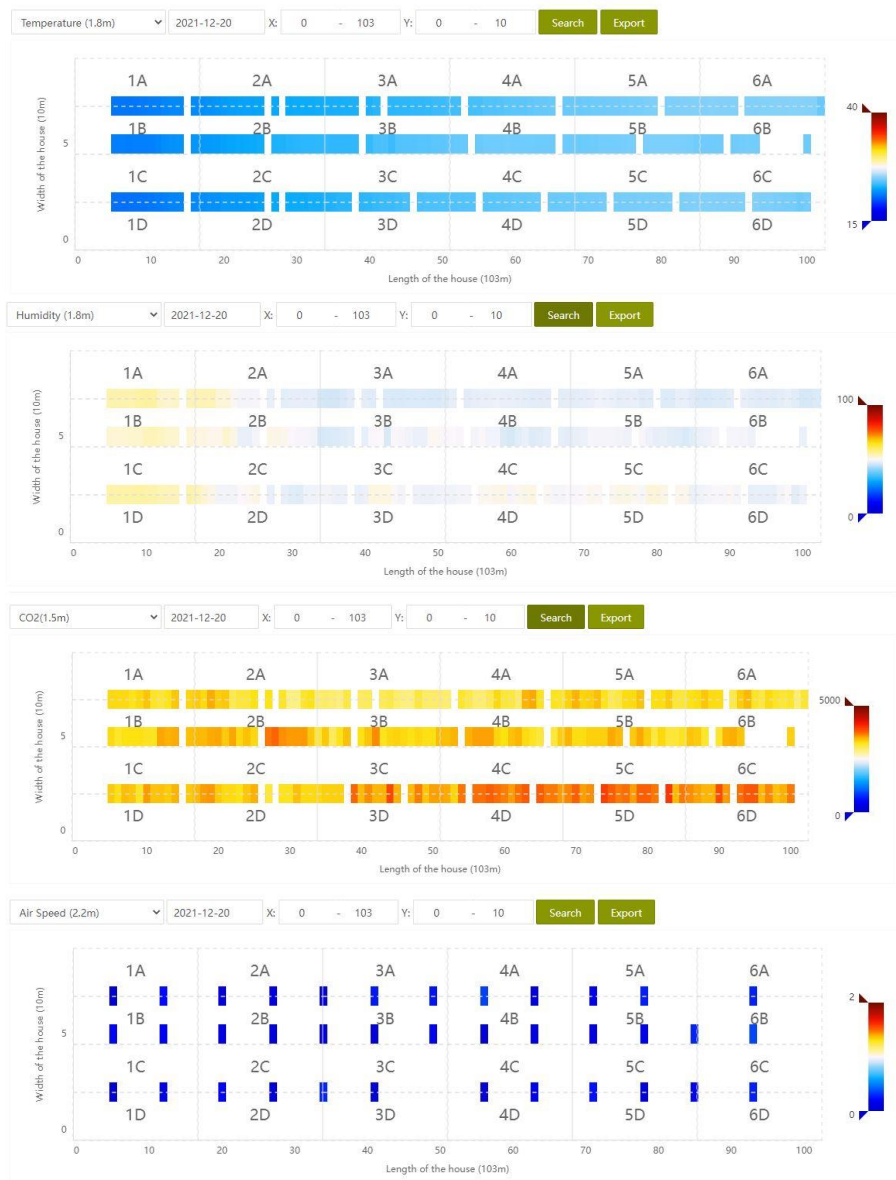 Temperature (1.8m) 2021-12-20 X: 0 - 103 Y: 0 - 10 Search Export
1A 2A 3A 4A 5A 6A
40
1B 2B 3B 4B 5B 6B
5
1C 2C 3C 4C 5C 6C
1D 2D 3D 4D 5D 6D
15
0
Width of the house (10m)
0 10 20 30 40 50 60 70 80 90 100
Length of the house (103m)
Humidity (1.8m) 2021-12-20 X: 0 - 103 Y: 0 - 10 Search Export
1A 2A 3A 4A 5A 6A
100
1B 2B 3B 4B 5B 6B
5
1C 2C 3C 4C 5C 6C
1D 2D 3D 4D 5D 6D
0
0
Width of the house (10m)
0 10 20 30 40 50 60 70 80 90 100
Length of the house (103m)
CO2(1.5m) 2021-12-20 X: 0 - 103 Y: 0 - 10 Search Export
1A 2A 3A 4A 5A 6A
5000
1B 2B 3B 4B 5B 6B
5
1C 2C 3C 4C 5C 6C
1D 2D 3D 4D 5D 6D
0
0
Width of the house (10m)
0 10 20 30 40 50 60 70 80 90 100
Length of the house (103m)
Air Speed (2.2m) 2021-12-20 X: 0 - 103 Y: 0 - 10 Search Export
1A 2A 3A 4A 5A 6A
2
1B 2B 3B 4B 5B 6B
5
1C 2C 3C 4C 5C 6C
1D 2D 3D 4D 5D 6D
0
0
Width of the house (10m)
0 10 20 30 40 50 60 70 80 90 100
Length of the house (103m)